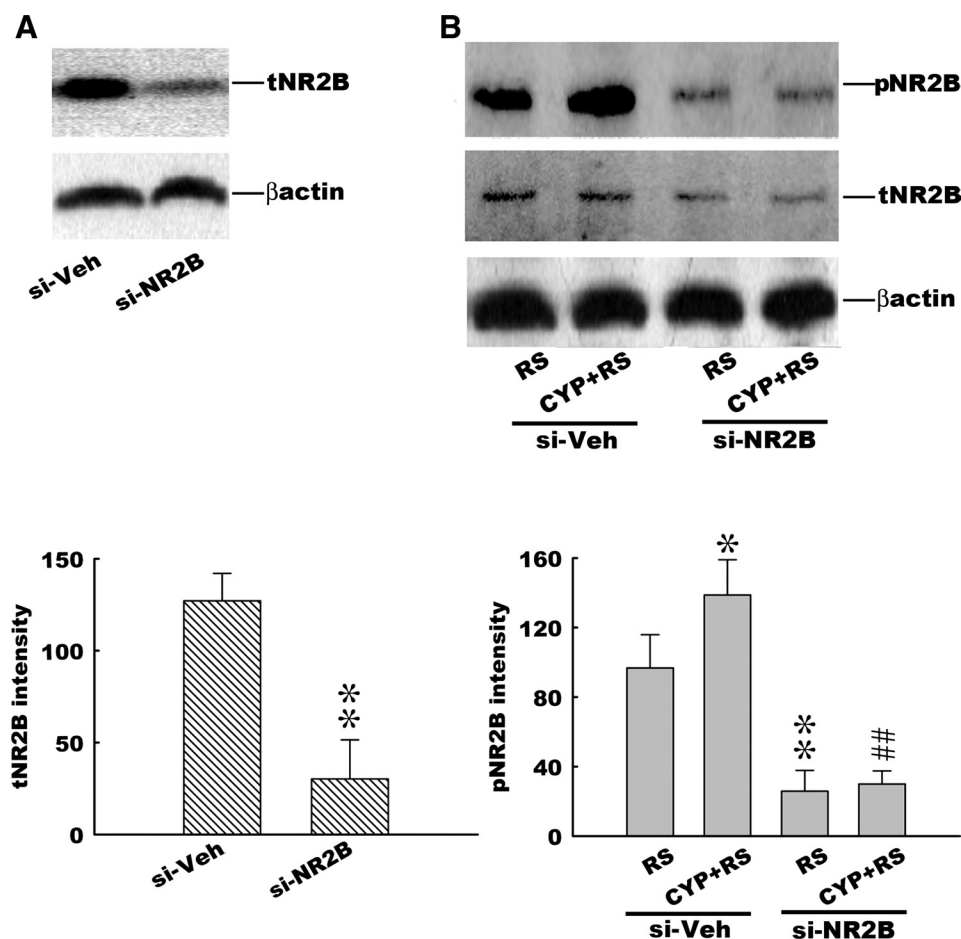 A
tNR2B
βactin
si-Veh
si-NR2B
B
pNR2B
tNR2B
βactin
RS
CYP+RS
RS
CYP+RS
si-Veh
si-NR2B
tNR2B intensity
150
100
50
0
**
si-Veh
si-NR2B
pNR2B intensity
160
120
80
40
0
*
**
##
RS
CYP+RS
RS
CYP+RS
si-Veh
si-NR2B